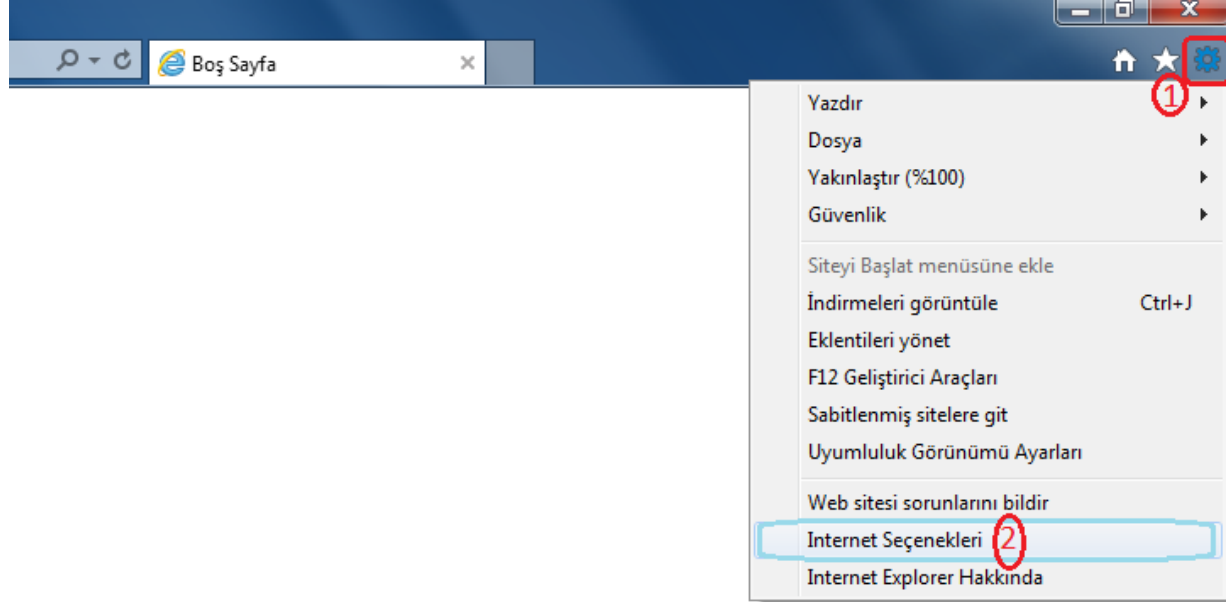 Boş Sayfa
1
Yazdır
Dosya
Yakınlaştır (%100)
Güvenlik
Siteyi Başlat menüsüne ekle
İndirmeleri görüntüle Ctrl+J
Eklentileri yönet
F12 Geliştirici Araçları
Sabitlenmiş sitelere git
Uyumluluk Görünümü Ayarları
Web sitesi sorunlarını bildir
Internet Seçenekleri 2
Internet Explorer Hakkında